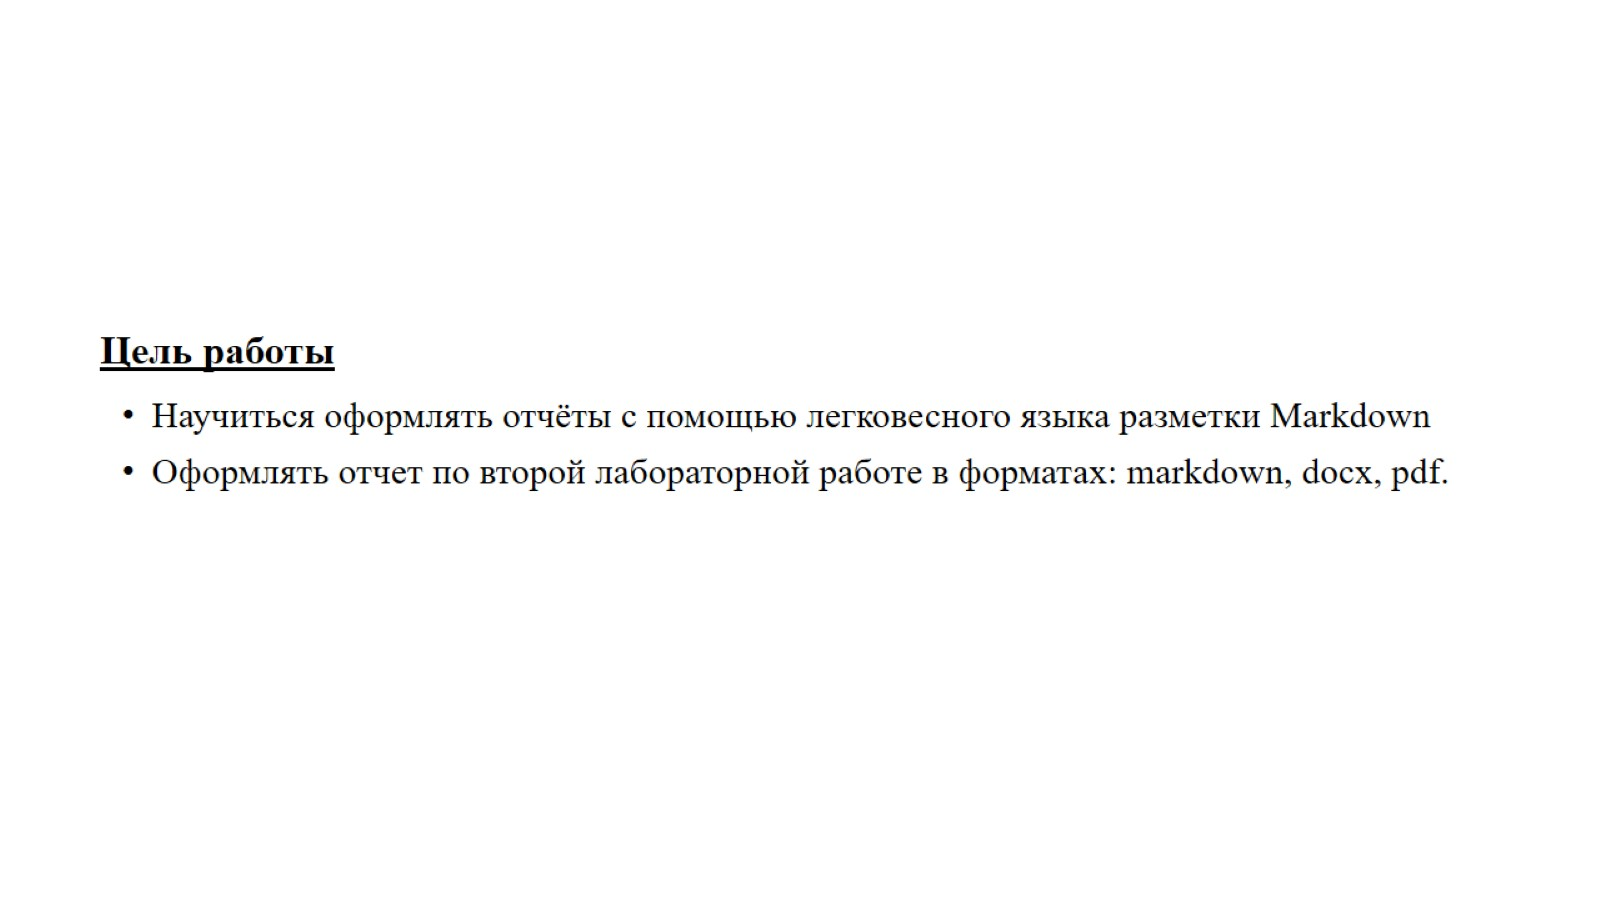 Цель работы
• Научиться оформлять отчёты с помощью легковесного языка разметки Markdown
• Оформлять отчет по второй лабораторной работе в форматах: markdown, docx, pdf.